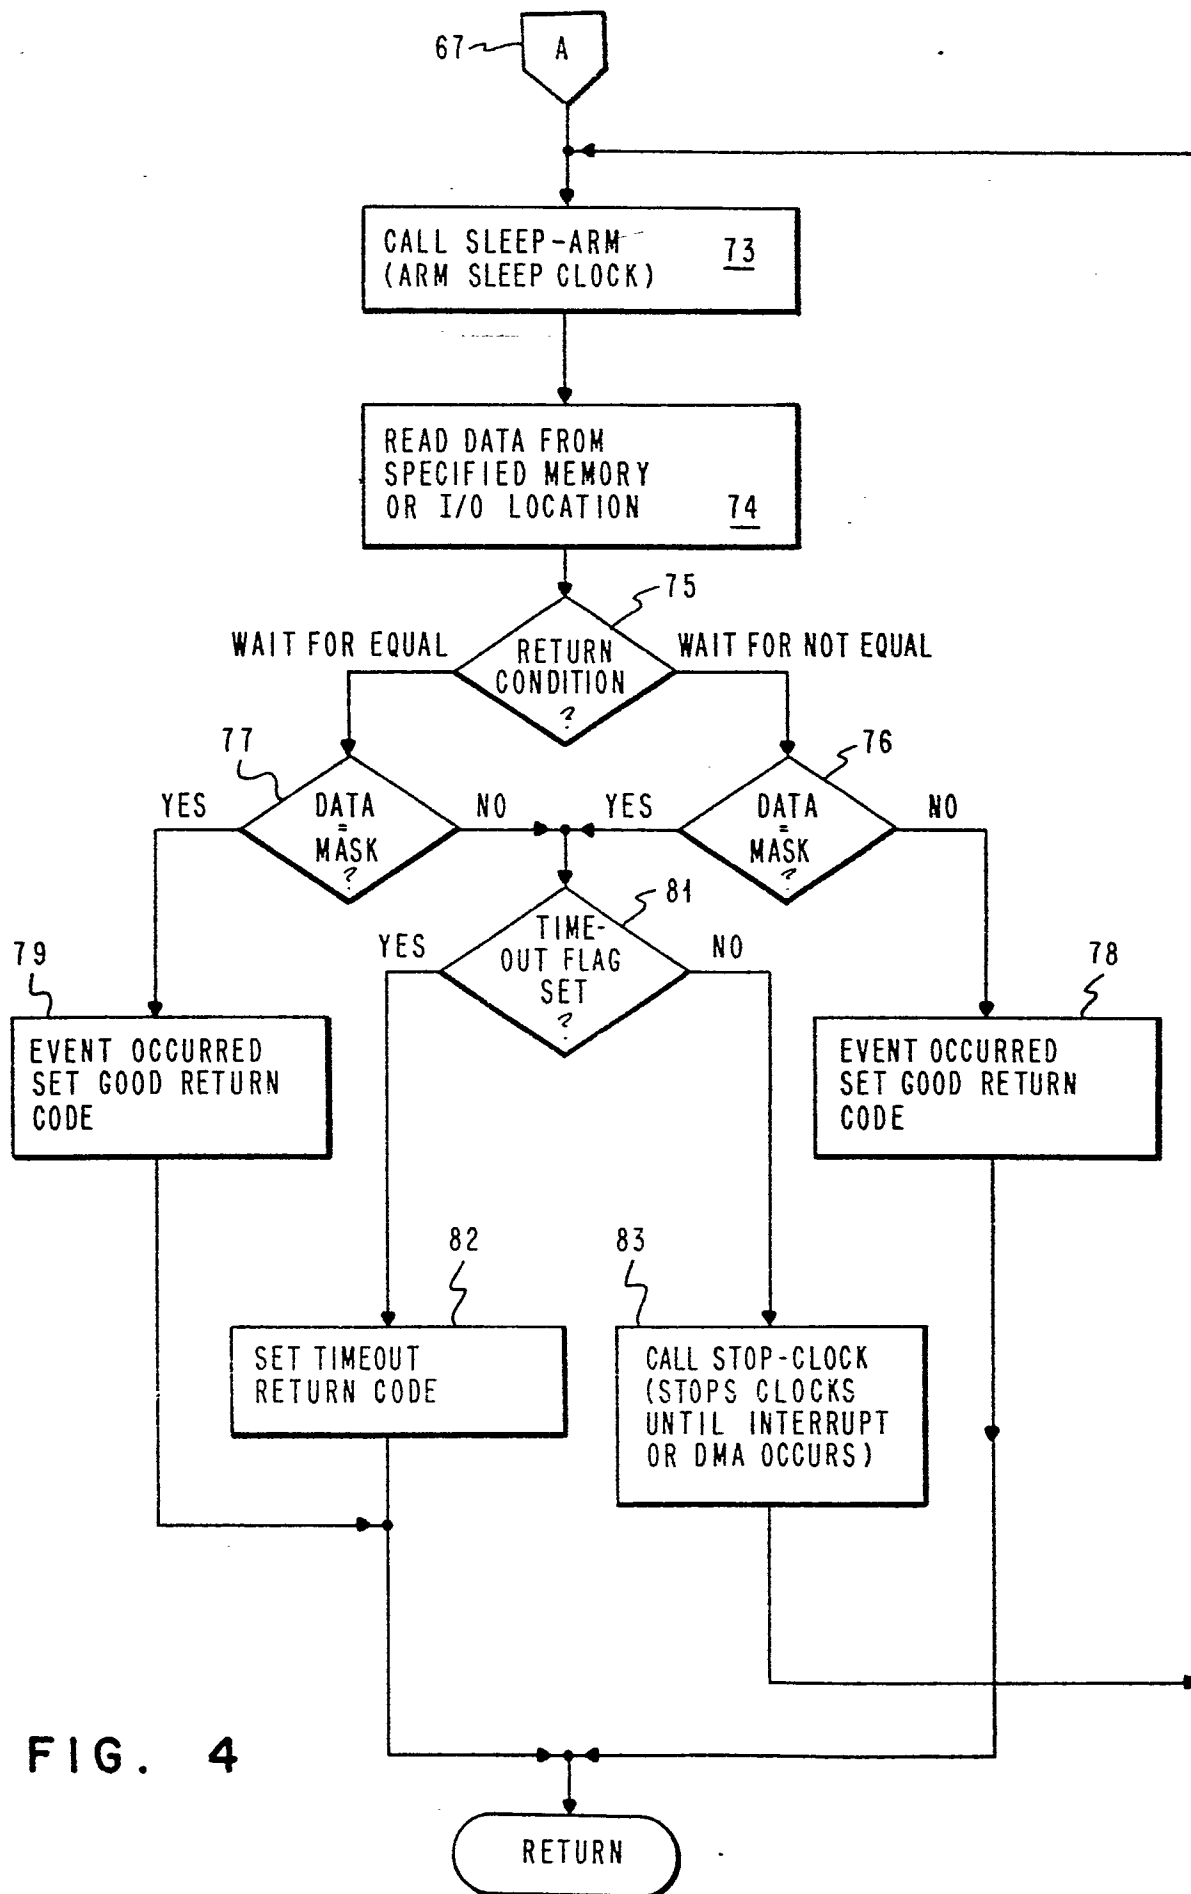 67
A
CALL SLEEP-ARM
(ARM SLEEP CLOCK)
73
READ DATA FROM
SPECIFIED MEMORY
OR I/O LOCATION
74
75
WAIT FOR EQUAL
RETURN
CONDITION
?
WAIT FOR NOT EQUAL
77
YES
DATA
=
MASK
?
NO
76
YES
DATA
=
MASK
?
NO
81
YES
TIME-
OUT FLAG
SET
?
NO
79
EVENT OCCURRED
SET GOOD RETURN
CODE
78
EVENT OCCURRED
SET GOOD RETURN
CODE
82
SET TIMEOUT
RETURN CODE
83
CALL STOP-CLOCK
(STOPS CLOCKS
UNTIL INTERRUPT
OR DMA OCCURS)
FIG. 4
RETURN